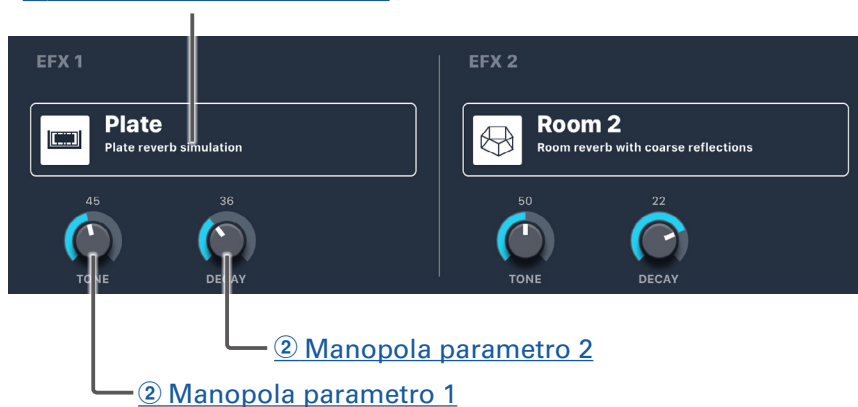 EFX 1
EFX 2
Plate
Plate reverb simulation
Room 2
Room reverb with coarse reflections
45
36
50
22
TONE
DECAY
TONE
DECAY
② Manopola parametro 2
② Manopola parametro 1